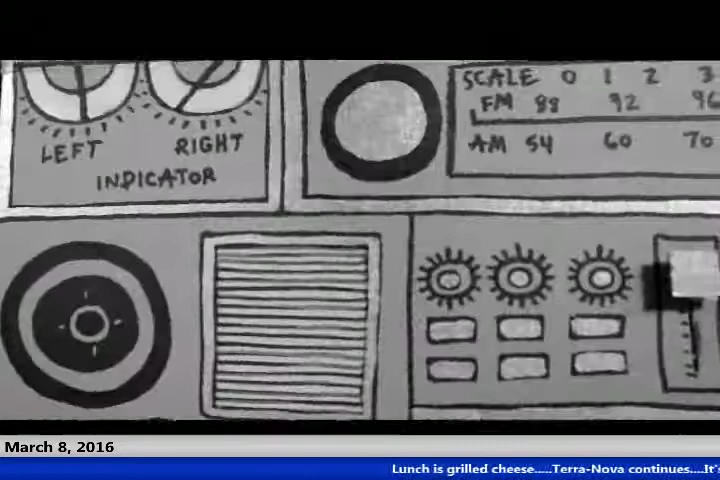 SCALE 0 1 2 3
FM 88 92 96
AM 54 60 70
LEFT RIGHT
INDICATOR
March 8, 2016
Lunch is grilled cheese.....Terra-Nova continues....It's